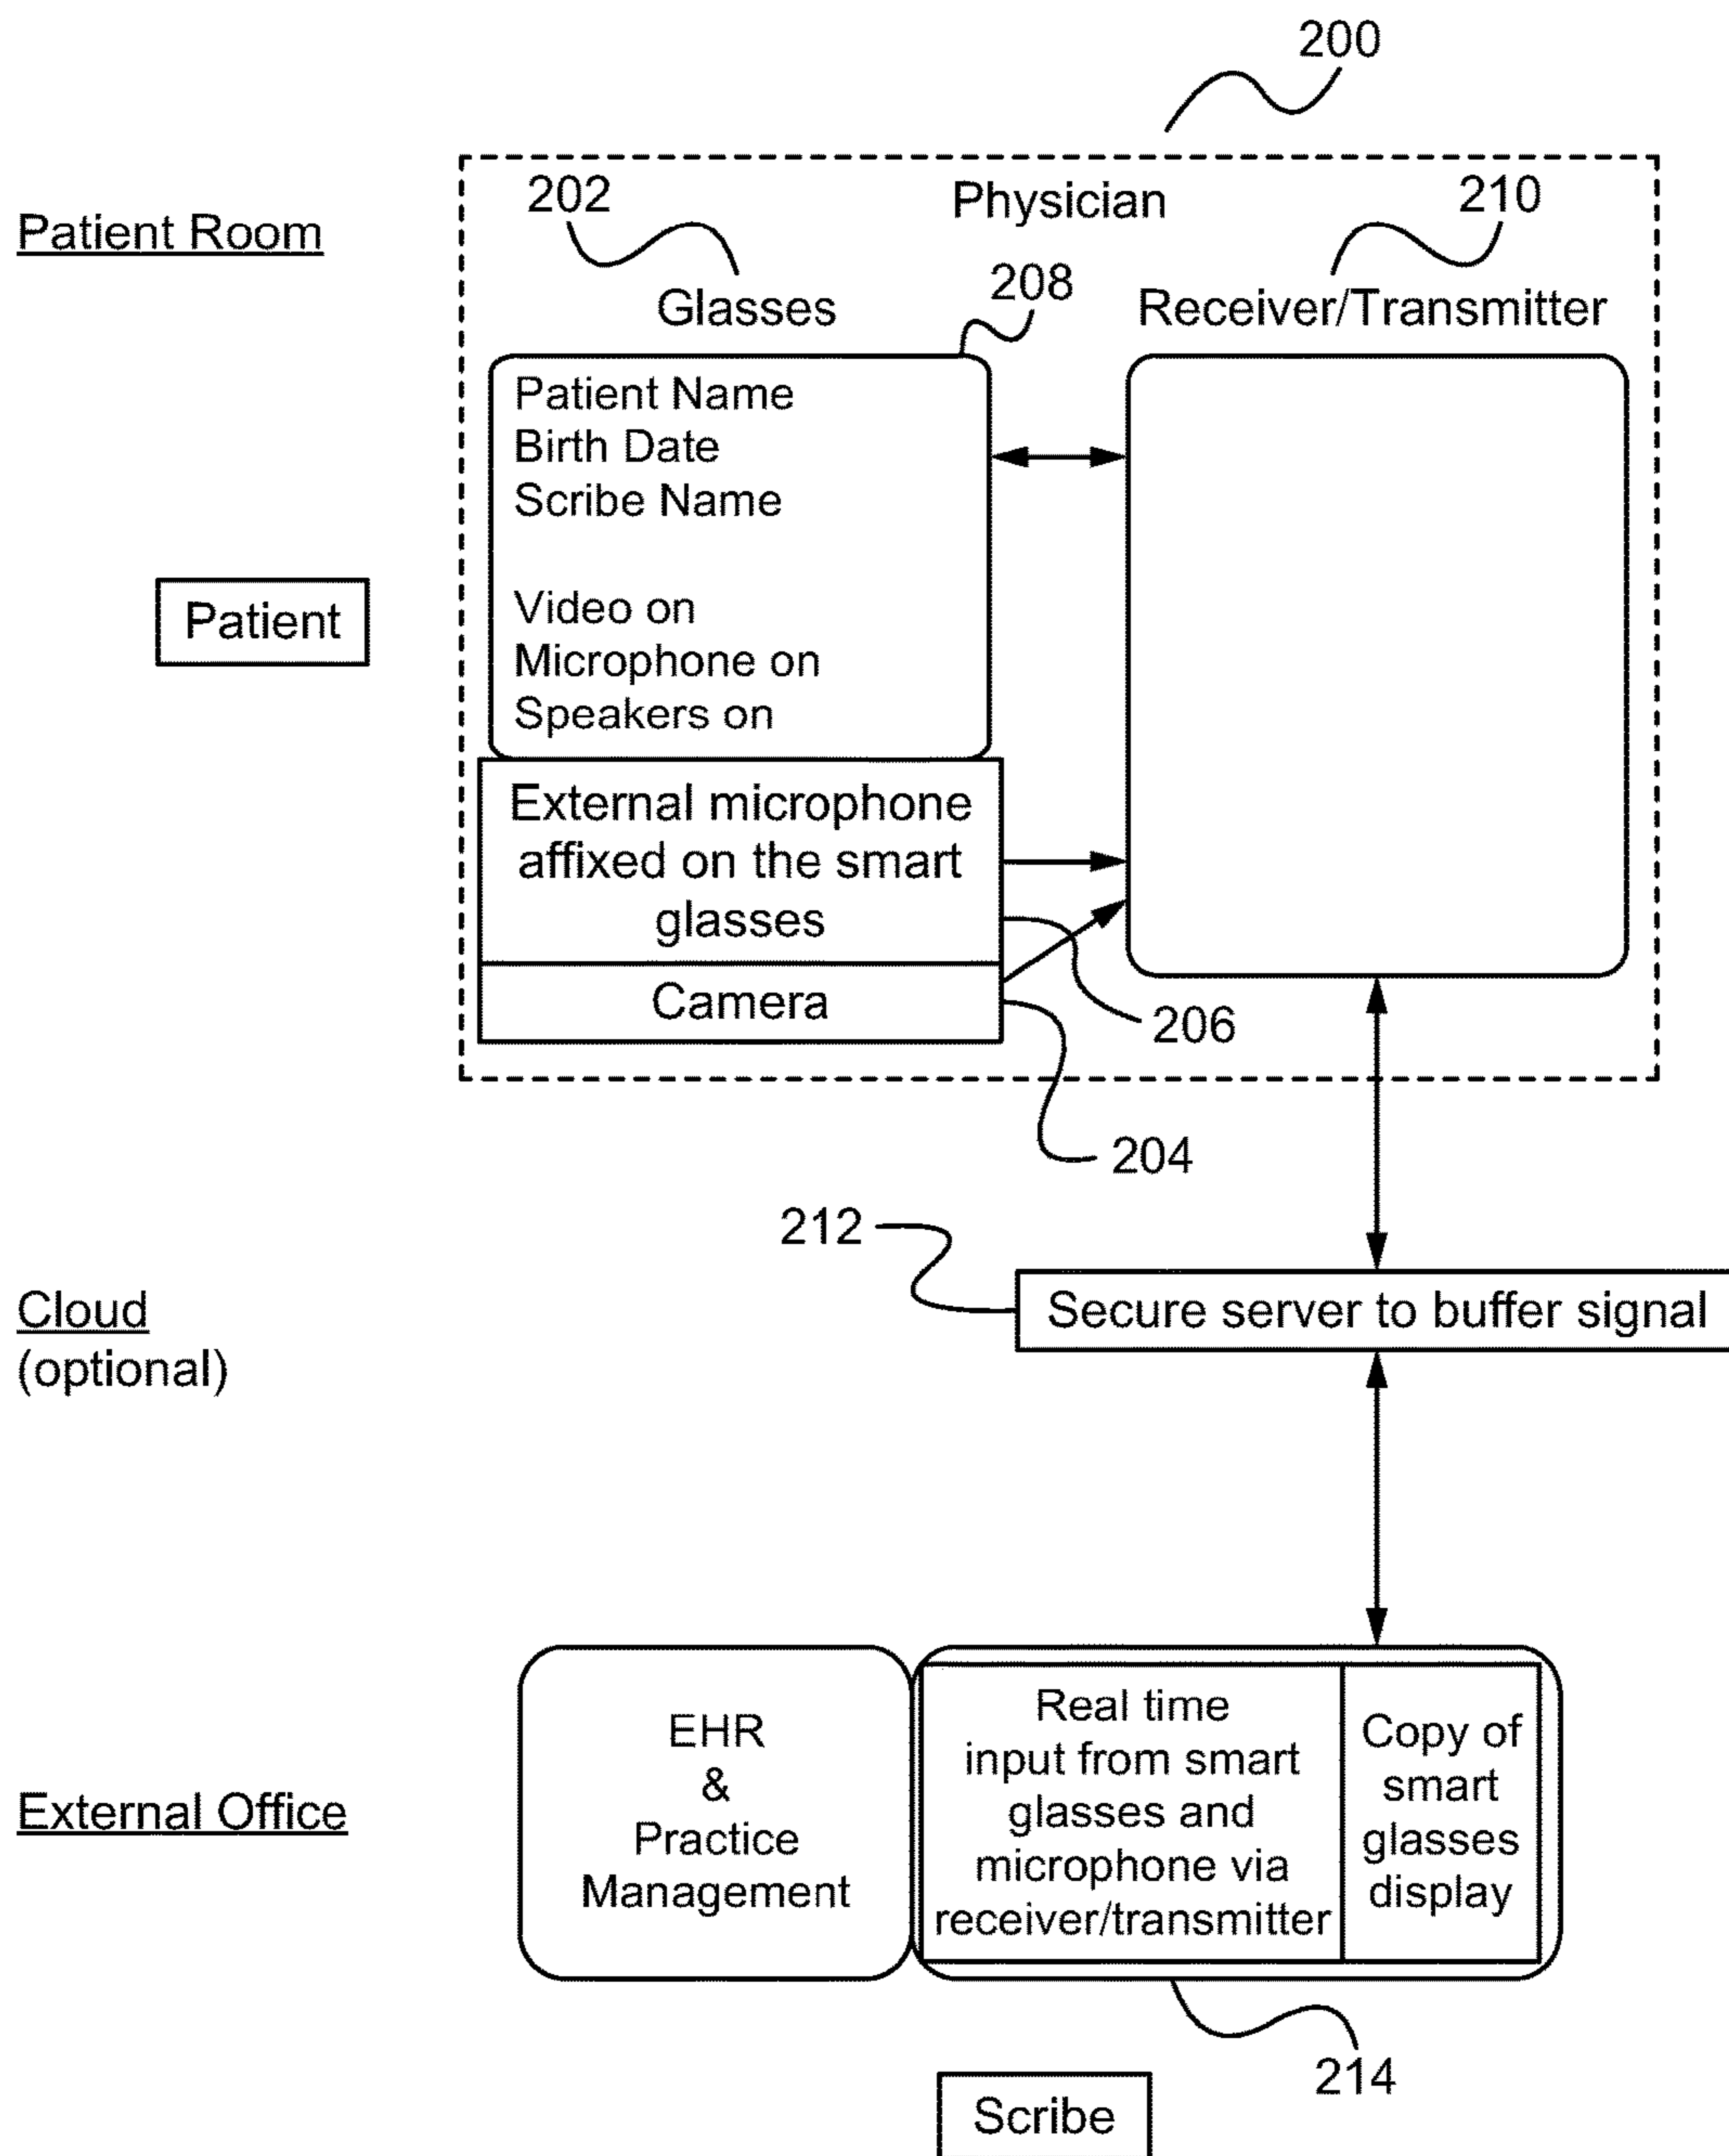 200
Patient Room
202
Physician
210
Glasses
208
Receiver/Transmitter
Patient Name
Birth Date
Scribe Name
Video on
Microphone on
Speakers on
Patient
External microphone
affixed on the smart
glasses
Camera
206
204
212
Secure server to buffer signal
Cloud
(optional)
External Office
EHR
&
Practice
Management
Real time
input from smart
glasses and
microphone via
receiver/transmitter
Copy of
smart
glasses
display
214
Scribe